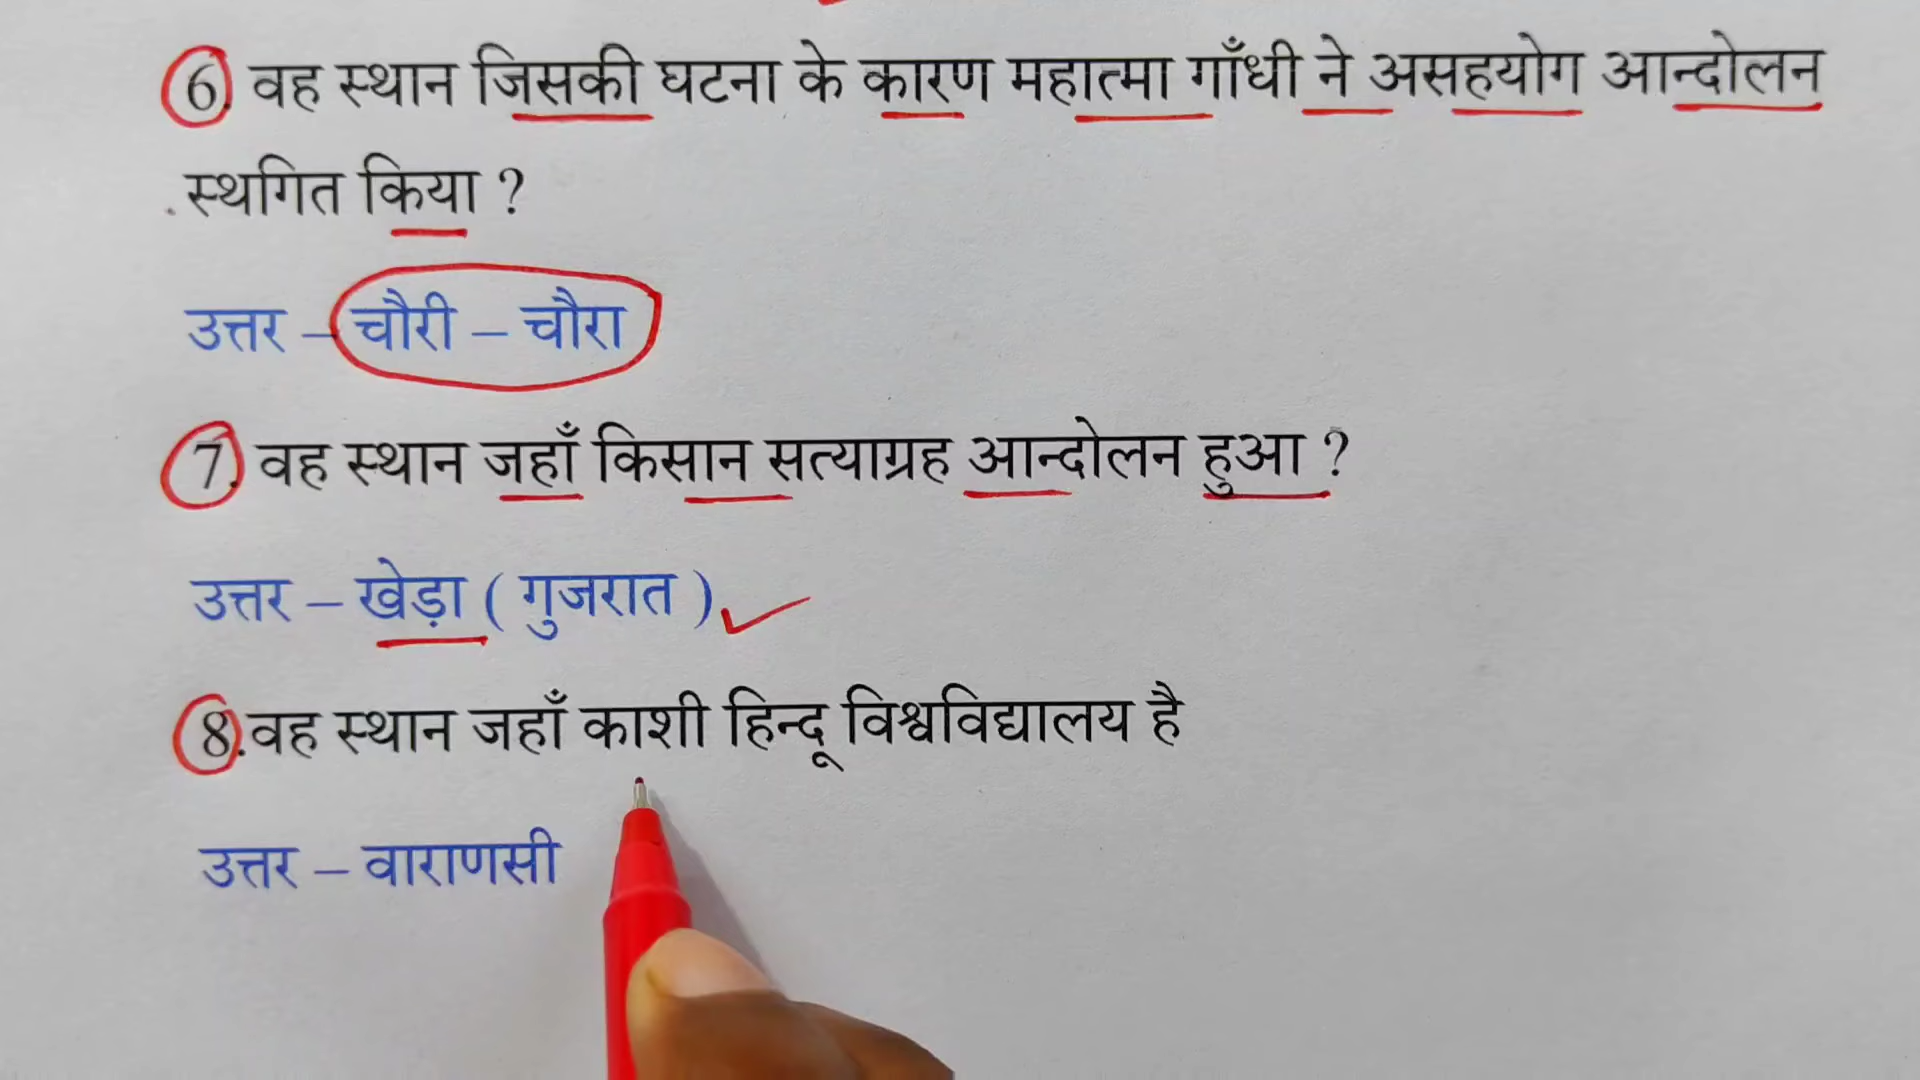 6. वह स्थान जिसकी घटना के कारण महात्मा गाँधी ने असहयोग आन्दोलन
स्थगित किया ?
उत्तर – चौरी – चौरा
7. वह स्थान जहाँ किसान सत्याग्रह आन्दोलन हुआ ?
उत्तर – खेड़ा ( गुजरात )
8. वह स्थान जहाँ काशी हिन्दू विश्वविद्यालय है
उत्तर – वाराणसी